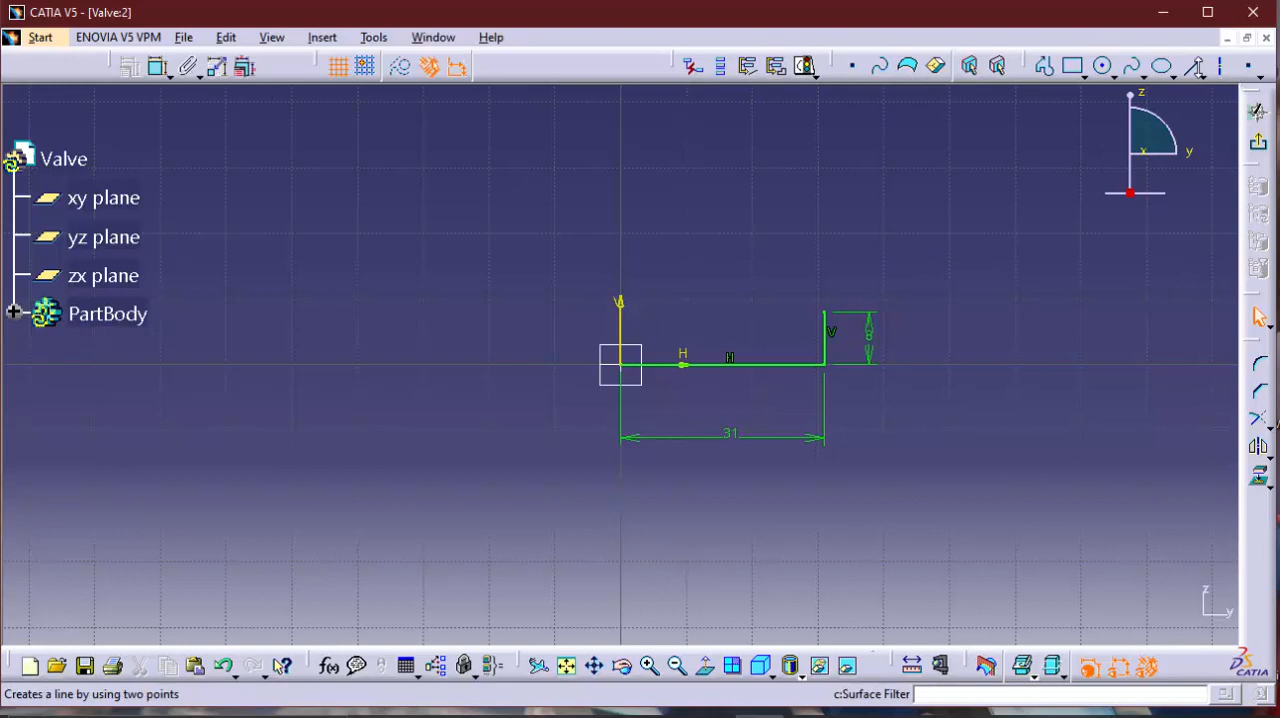 CATIA V5 - [Valve:2]
Start ENOVIA V5 VPM File Edit View Insert Tools Window Help
z
x y
Valve
xy plane
yz plane
zx plane
PartBody
V
H H V 8
31
z
y
f(x)
CATIA
Creates a line by using two points c:Surface Filter